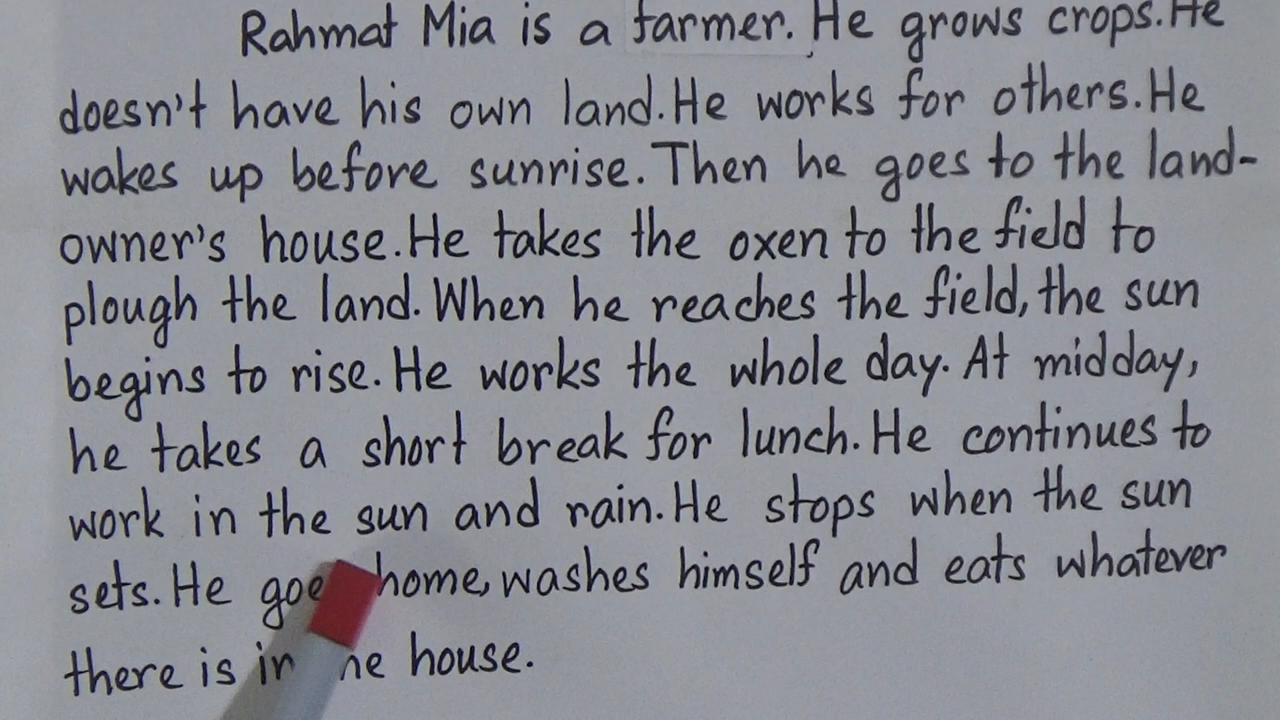 Rahmat Mia is a farmer. He grows crops. He
doesn't have his own land. He works for others. He
wakes up before sunrise. Then he goes to the land-
owner's house. He takes the oxen to the field to
plough the land. When he reaches the field, the sun
begins to rise. He works the whole day. At midday,
he takes a short break for lunch. He continues to
work in the sun and rain. He stops when the sun
sets. He goes home, washes himself and eats whatever
there is in the house.